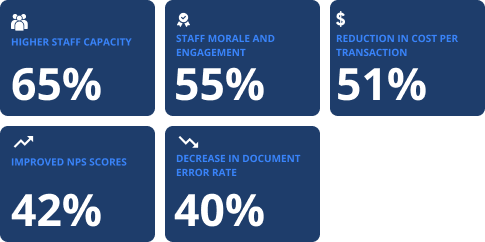 HIGHER STAFF CAPACITY
65%
STAFF MORALE AND
ENGAGEMENT
55%
$
REDUCTION IN COST PER
TRANSACTION
51%
IMPROVED NPS SCORES
42%
DECREASE IN DOCUMENT
ERROR RATE
40%